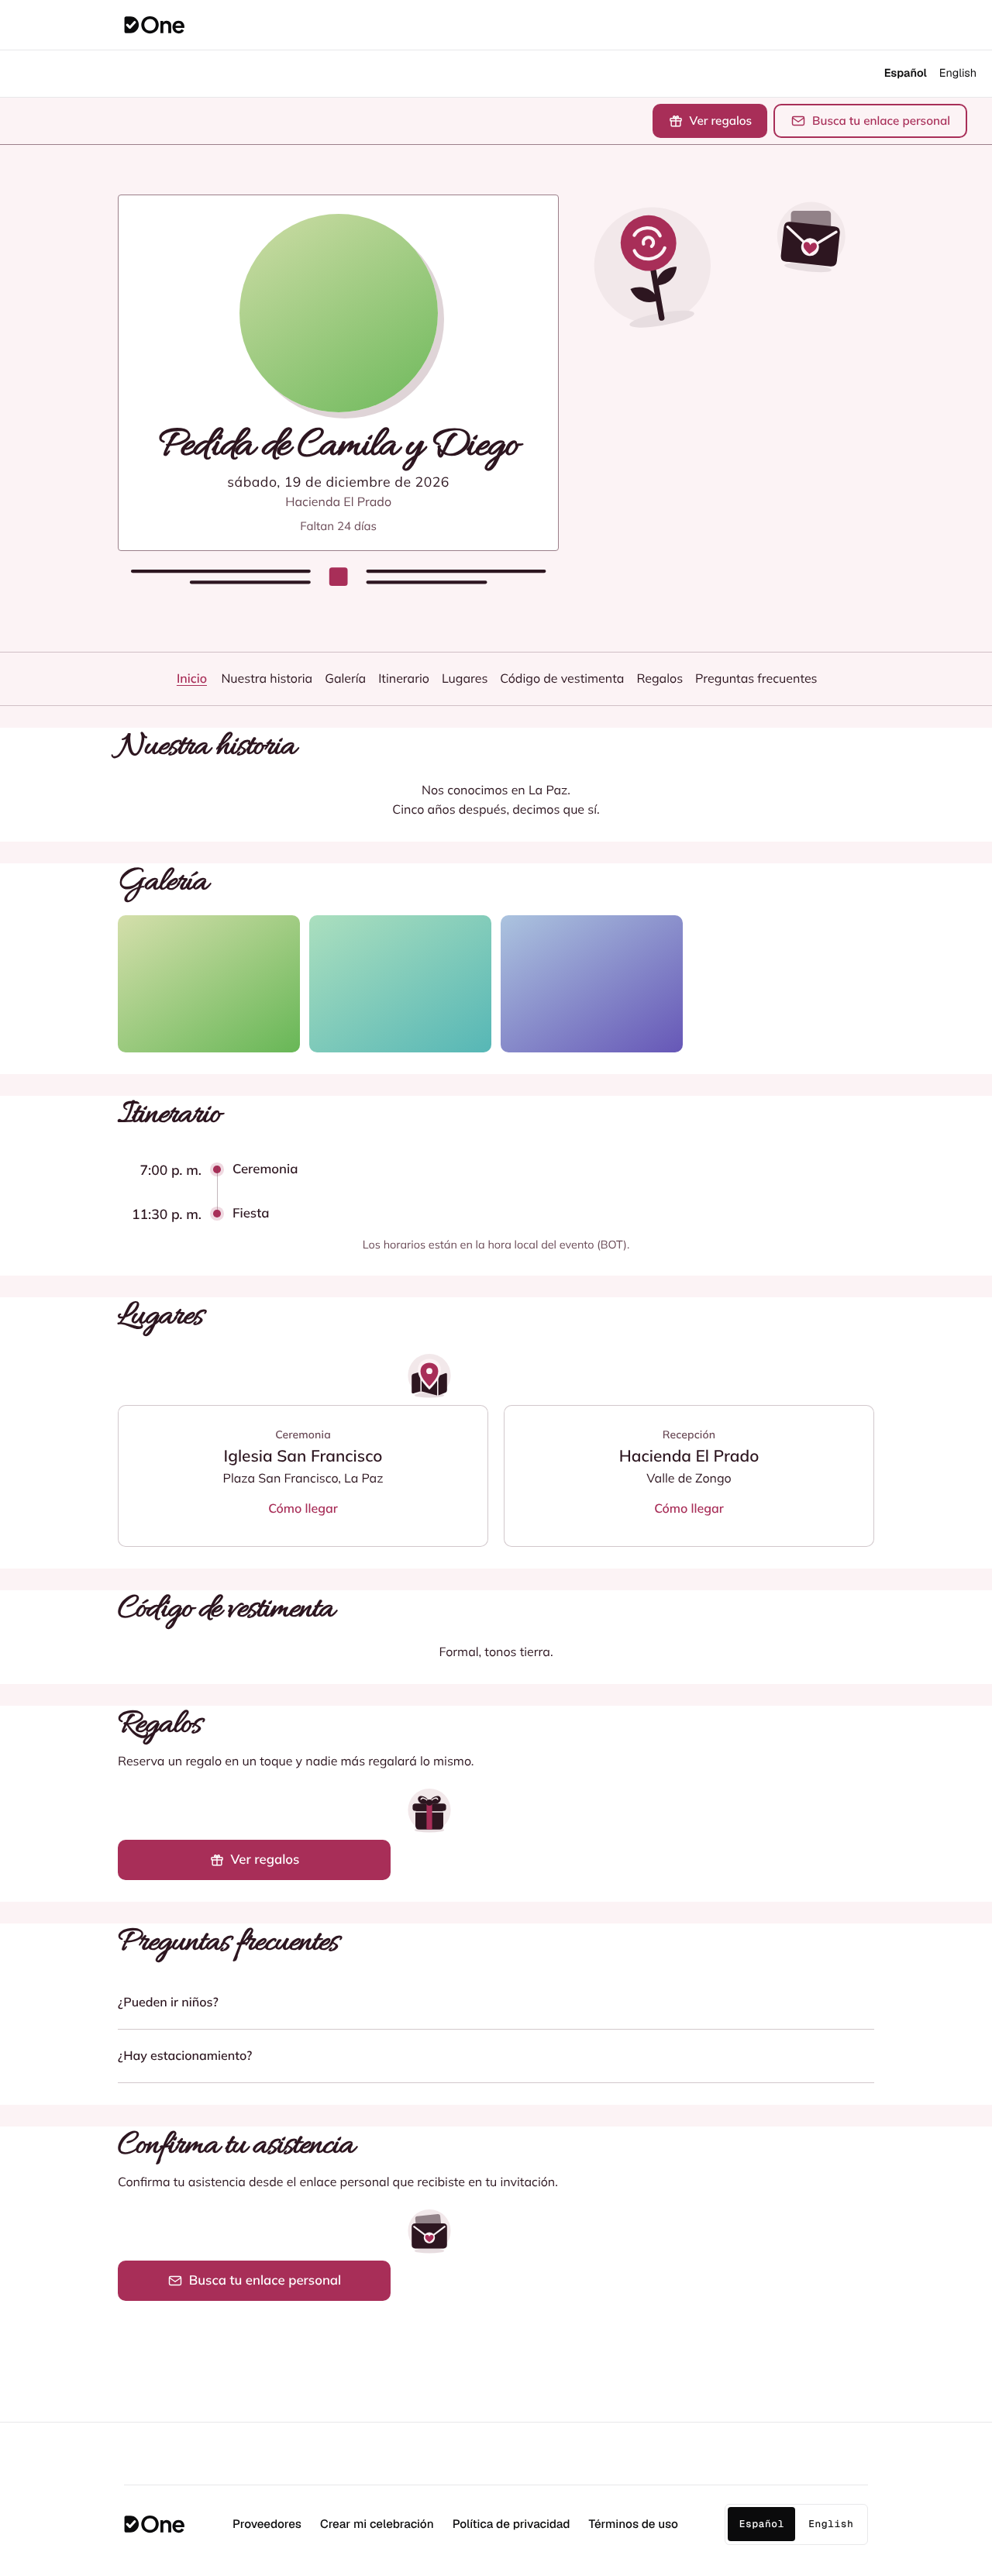 One
Español English
Ver regalos Busca tu enlace personal
Pedida de Camila y Diego
sábado, 19 de diciembre de 2026
Hacienda El Prado
Faltan 24 días
Inicio Nuestra historia Galería Itinerario Lugares Código de vestimenta Regalos Preguntas frecuentes
Nuestra historia
Nos conocimos en La Paz.
Cinco años después, decimos que sí.
Galería
Itinerario
7:00 p. m. Ceremonia
11:30 p. m. Fiesta
Los horarios están en la hora local del evento (BOT).
Lugares
Ceremonia
Iglesia San Francisco
Plaza San Francisco, La Paz
Cómo llegar
Recepción
Hacienda El Prado
Valle de Zongo
Cómo llegar
Código de vestimenta
Formal, tonos tierra.
Regalos
Reserva un regalo en un toque y nadie más regalará lo mismo.
Ver regalos
Preguntas frecuentes
¿Pueden ir niños?
¿Hay estacionamiento?
Confirma tu asistencia
Confirma tu asistencia desde el enlace personal que recibiste en tu invitación.
Busca tu enlace personal
One Proveedores Crear mi celebración Política de privacidad Términos de uso Español English